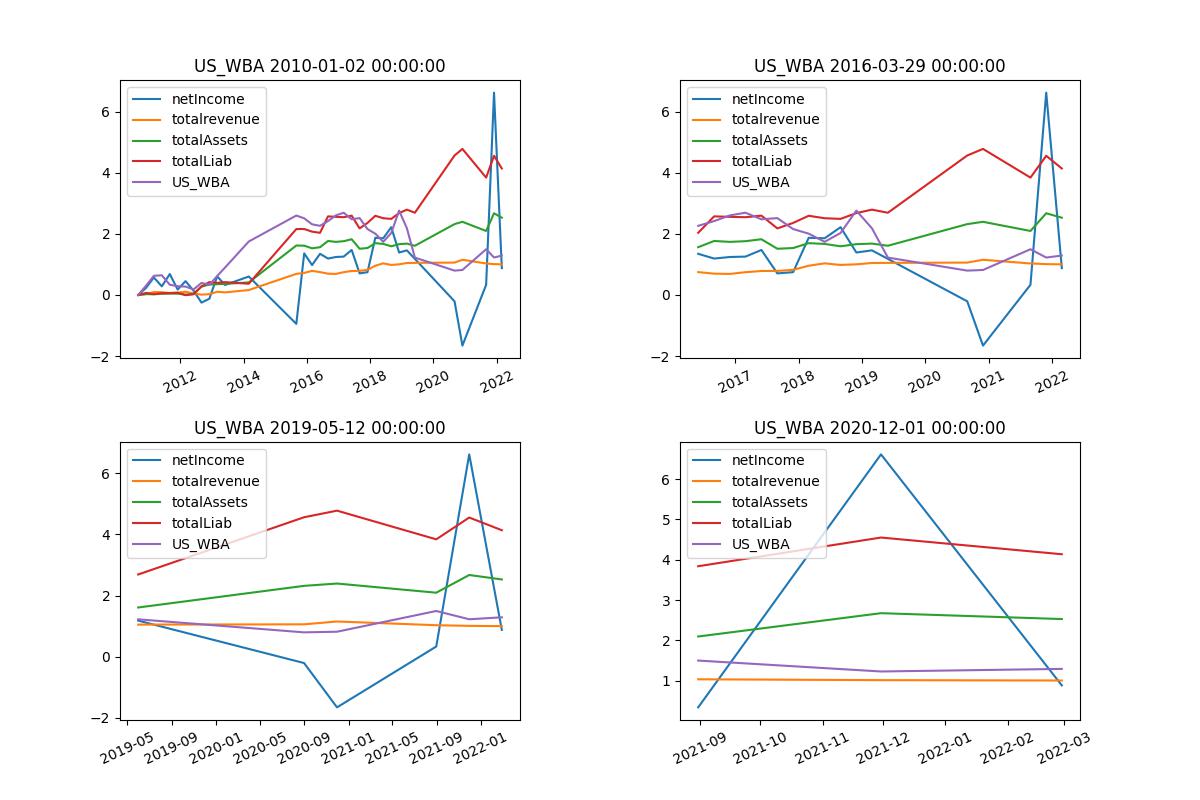 US_WBA 2010-01-02 00:00:00
netIncome
totalrevenue
totalAssets
totalLiab
US_WBA
6
4
2
0
−2
2012 2014 2016 2018 2020 2022
US_WBA 2016-03-29 00:00:00
netIncome
totalrevenue
totalAssets
totalLiab
US_WBA
6
4
2
0
−2
2017 2018 2019 2020 2021 2022
US_WBA 2019-05-12 00:00:00
netIncome
totalrevenue
totalAssets
totalLiab
US_WBA
6
4
2
0
−2
2019-05 2019-09 2020-01 2020-05 2020-09 2021-01 2021-05 2021-09 2022-01
US_WBA 2020-12-01 00:00:00
netIncome
totalrevenue
totalAssets
totalLiab
US_WBA
6
5
4
3
2
1
2021-09 2021-10 2021-11 2021-12 2022-01 2022-02 2022-03